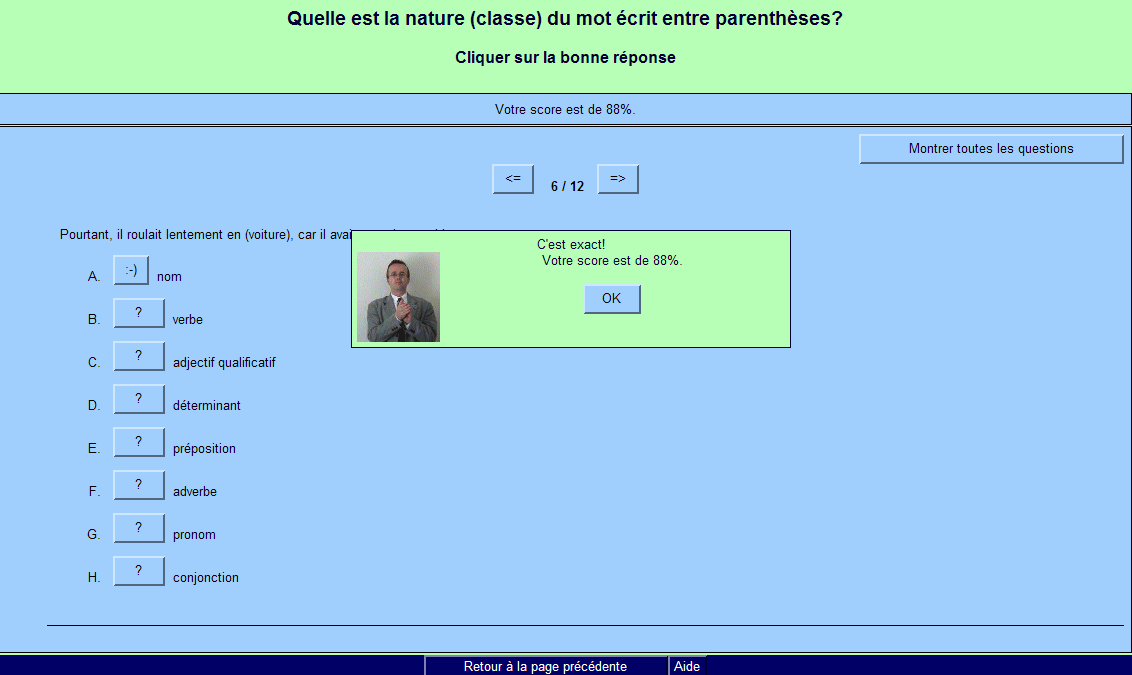 Quelle est la nature (classe) du mot écrit entre parenthèses?
Cliquer sur la bonne réponse
Votre score est de 88%.
Montrer toutes les questions
<= 6 / 12 =>
Pourtant, il roulait lentement en (voiture), car il
C'est exact!
Votre score est de 88%.
OK
A. :-) nom
B. ? verbe
C. ? adjectif qualificatif
D. ? déterminant
E. ? préposition
F. ? adverbe
G. ? pronom
H. ? conjonction
Retour à la page précédente Aide